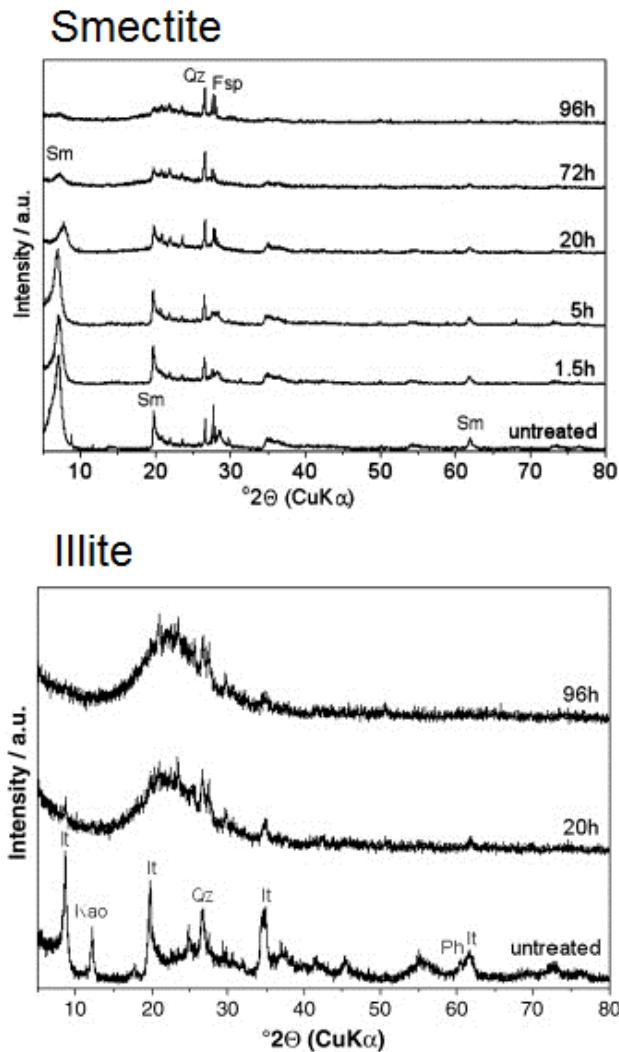 Smectite
Qz
Fsp
96h
Sm
72h
20h
5h
1.5h
Sm
Sm
untreated
Intensity / a.u.
10 20 30 40 50 60 70 80
°2Θ (CuKα)
Illite
96h
20h
It
It
It
Kao
Qz
Ph
It
untreated
Intensity / a.u.
10 20 30 40 50 60 70 80
°2Θ (CuKα)